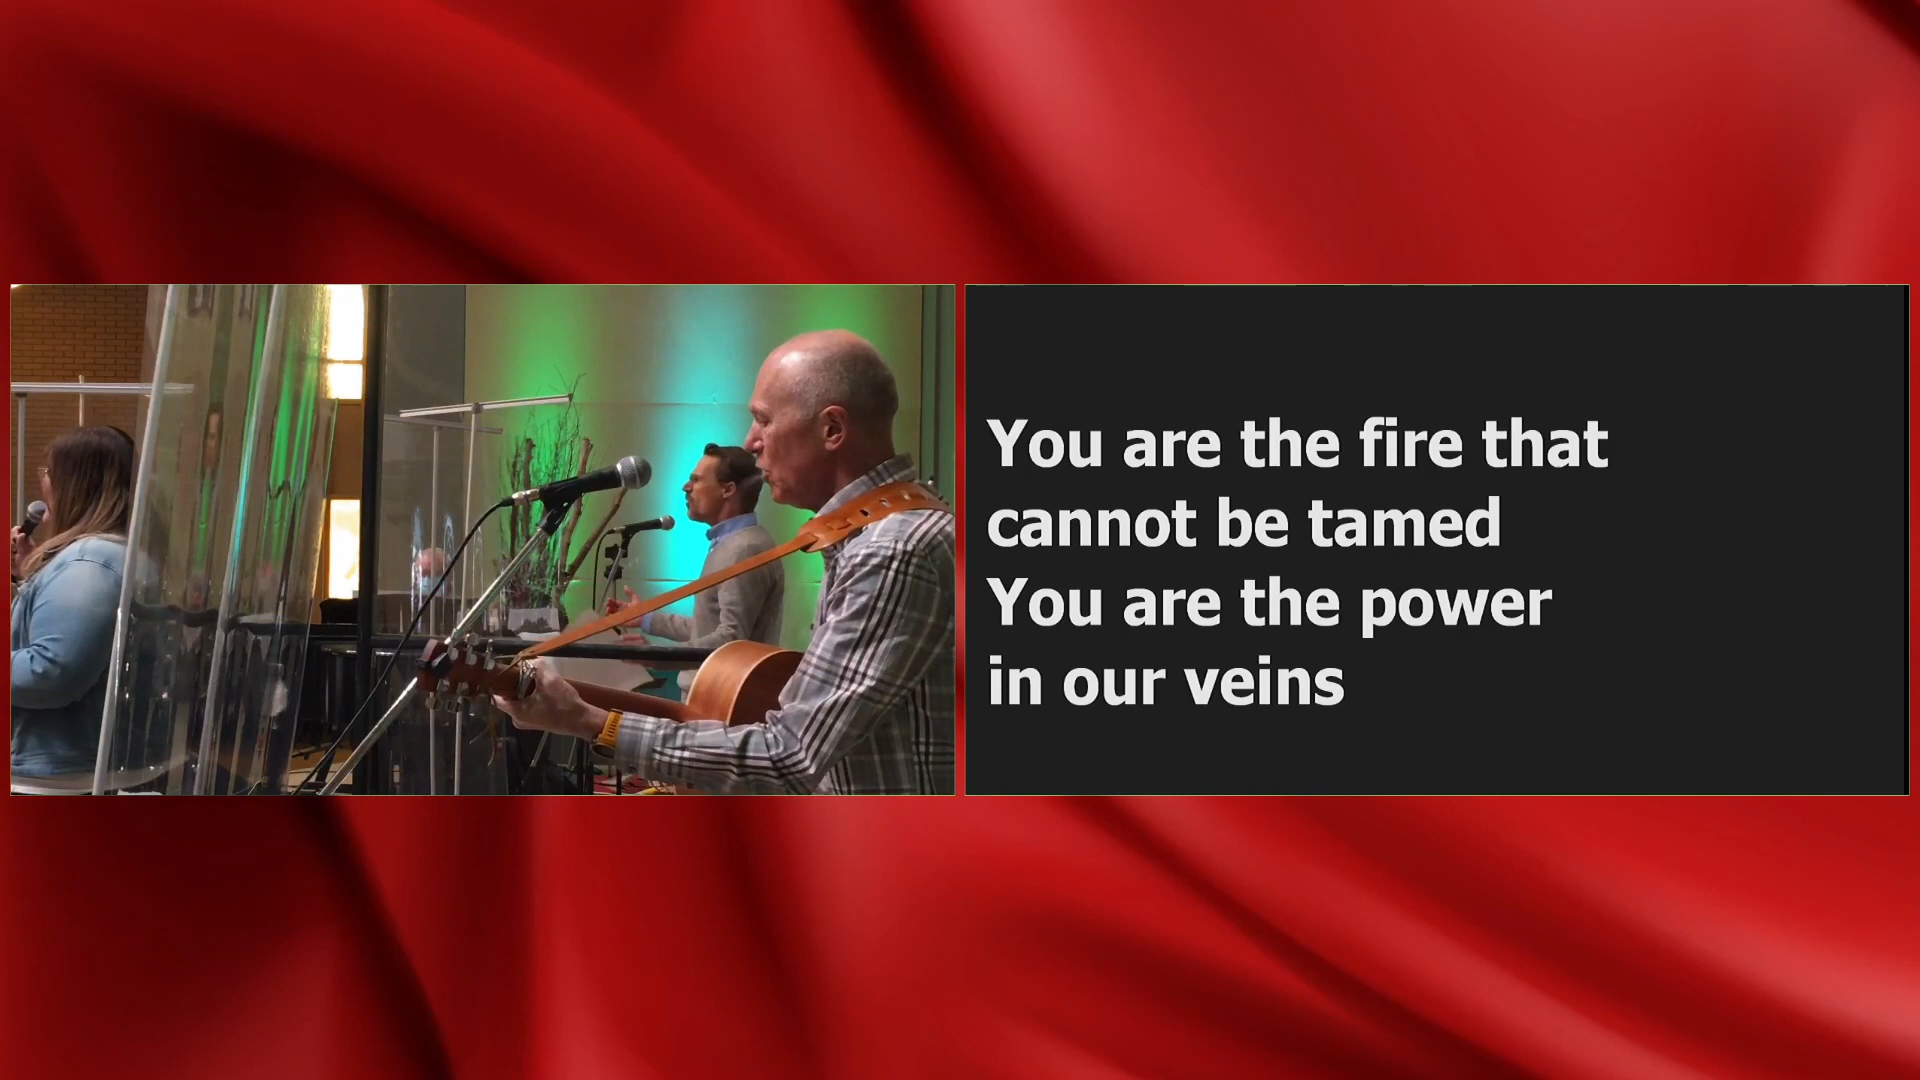 You are the fire that
cannot be tamed
You are the power
in our veins